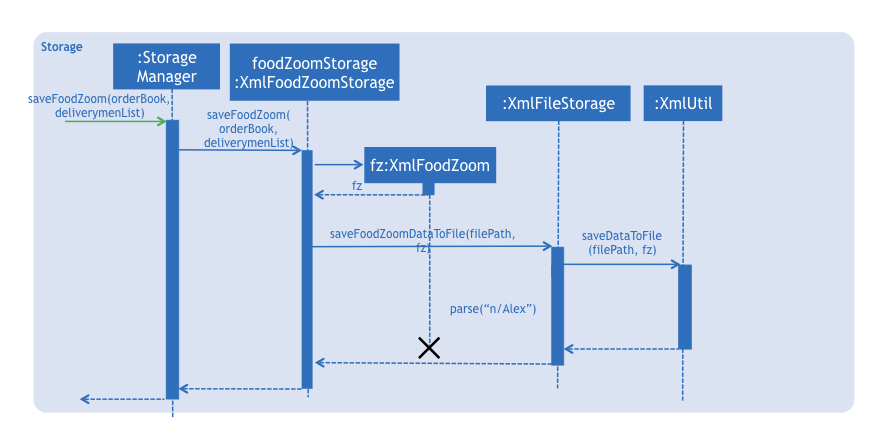 Storage
:Storage
Manager
foodZoomStorage
:XmlFoodZoomStorage
:XmlFileStorage
:XmlUtil
saveFoodZoom(orderBook,
deliverymenList)
saveFoodZoom(
orderBook,
deliverymenList)
fz:XmlFoodZoom
fz
saveFoodZoomDataToFile(filePath,
fz)
saveDataToFile
(filePath, fz)
parse(“n/Alex”)